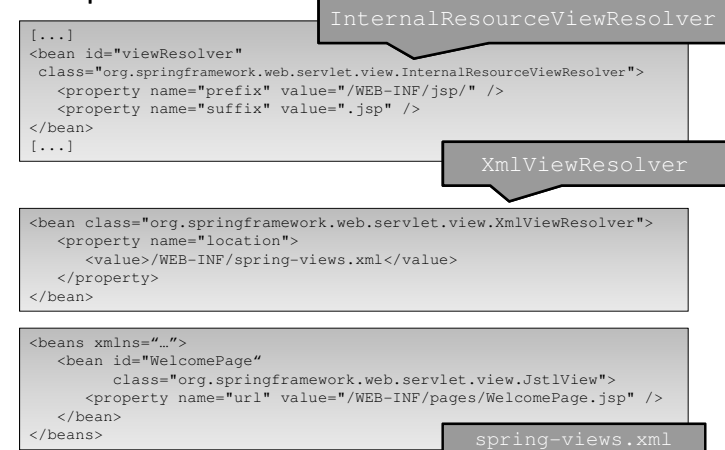 InternalResourceViewResolver
[...]
<bean id="viewResolver"
class="org.springframework.web.servlet.view.InternalResourceViewResolver">
<property name="prefix" value="/WEB-INF/jsp/" />
<property name="suffix" value=".jsp" />
</bean>
[...]
XmlViewResolver
<bean class="org.springframework.web.servlet.view.XmlViewResolver">
<property name="location">
<value>/WEB-INF/spring-views.xml</value>
</property>
</bean>
<beans xmlns=“…”>
<bean id="WelcomePage“
class="org.springframework.web.servlet.view.JstlView">
<property name="url" value="/WEB-INF/pages/WelcomePage.jsp" />
</bean>
</beans>
spring-views.xml